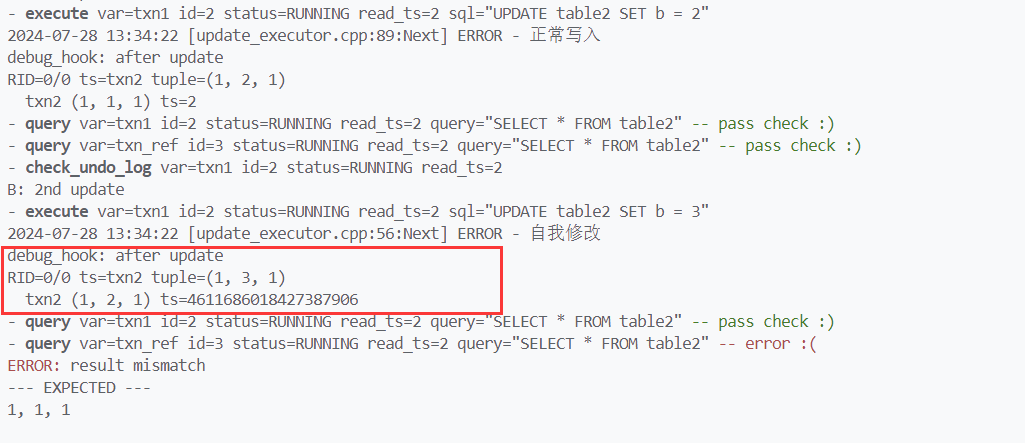 - execute var=txn1 id=2 status=RUNNING read_ts=2 sql="UPDATE table2 SET b = 2"
2024-07-28 13:34:22 [update_executor.cpp:89:Next] ERROR - 正常写入
debug_hook: after update
RID=0/0 ts=txn2 tuple=(1, 2, 1)
  txn2 (1, 1, 1) ts=2
- query var=txn1 id=2 status=RUNNING read_ts=2 query="SELECT * FROM table2" -- pass check :)
- query var=txn_ref id=3 status=RUNNING read_ts=2 query="SELECT * FROM table2" -- pass check :)
- check_undo_log var=txn1 id=2 status=RUNNING read_ts=2
B: 2nd update
- execute var=txn1 id=2 status=RUNNING read_ts=2 sql="UPDATE table2 SET b = 3"
2024-07-28 13:34:22 [update_executor.cpp:56:Next] ERROR - 自我修改
debug_hook: after update
RID=0/0 ts=txn2 tuple=(1, 3, 1)
  txn2 (1, 2, 1) ts=4611686018427387906
- query var=txn1 id=2 status=RUNNING read_ts=2 query="SELECT * FROM table2" -- pass check :)
- query var=txn_ref id=3 status=RUNNING read_ts=2 query="SELECT * FROM table2" -- error :(
ERROR: result mismatch
--- EXPECTED ---
1, 1, 1